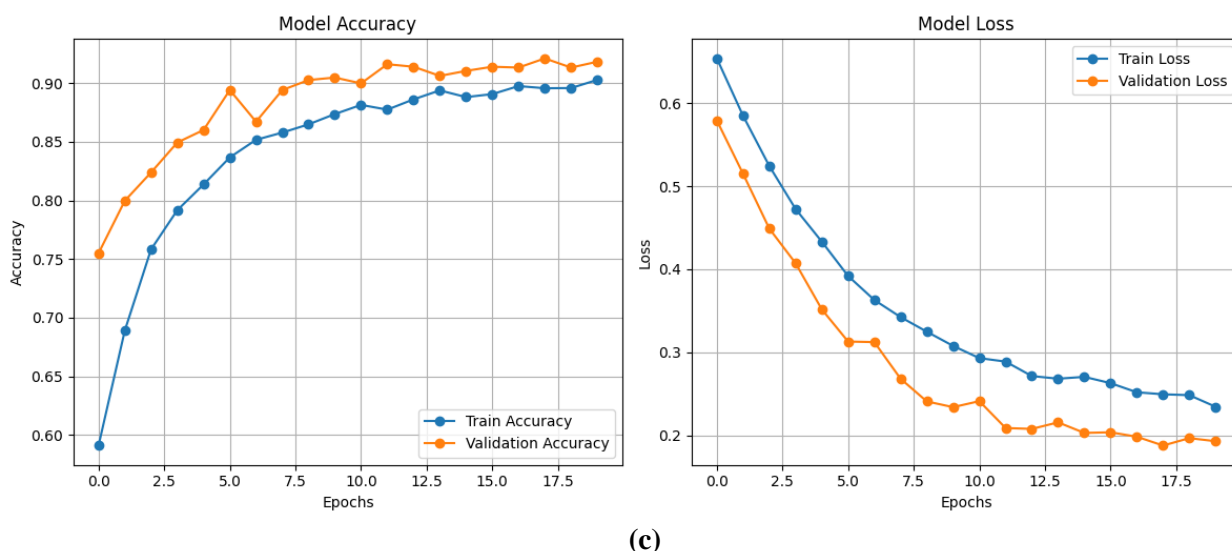 Model Accuracy
Accuracy
0.90
0.85
0.80
0.75
0.70
0.65
0.60
Train Accuracy
Validation Accuracy
0.0 2.5 5.0 7.5 10.0 12.5 15.0 17.5
Epochs
Model Loss
Loss
0.6
0.5
0.4
0.3
0.2
Train Loss
Validation Loss
0.0 2.5 5.0 7.5 10.0 12.5 15.0 17.5
Epochs
(c)